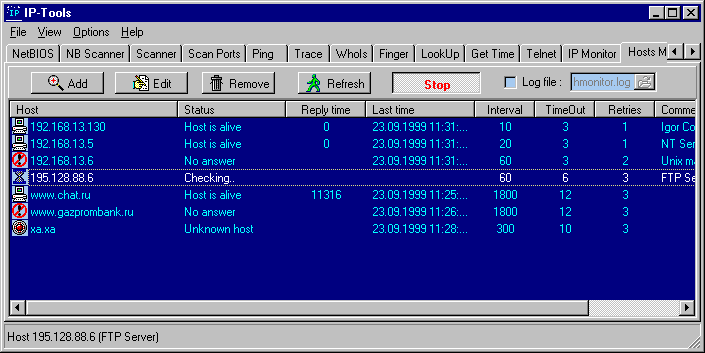 IP-Tools
File View Options Help
NetBIOS NB Scanner Scanner Scan Ports Ping Trace WhoIs Finger LookUp Get Time Telnet IP Monitor Hosts M
Add Edit Remove Refresh Stop Log file : hmonitor.log
Host Status Reply time Last time Interval TimeOut Retries Comme
192.168.13.130 Host is alive 0 23.09.1999 11:31:... 10 3 1 Igor Co
192.168.13.5 Host is alive 0 23.09.1999 11:31:... 20 3 1 NT Ser
192.168.13.6 No answer 23.09.1999 11:31:... 60 3 2 Unix ma
195.128.88.6 Checking.. 60 6 3 FTP Se
www.chat.ru Host is alive 11316 23.09.1999 11:25:... 1800 12 3
www.gazprombank.ru No answer 23.09.1999 11:26:... 1800 12 3
xa.xa Unknown host 23.09.1999 11:28:... 300 10 3
Host 195.128.88.6 (FTP Server)